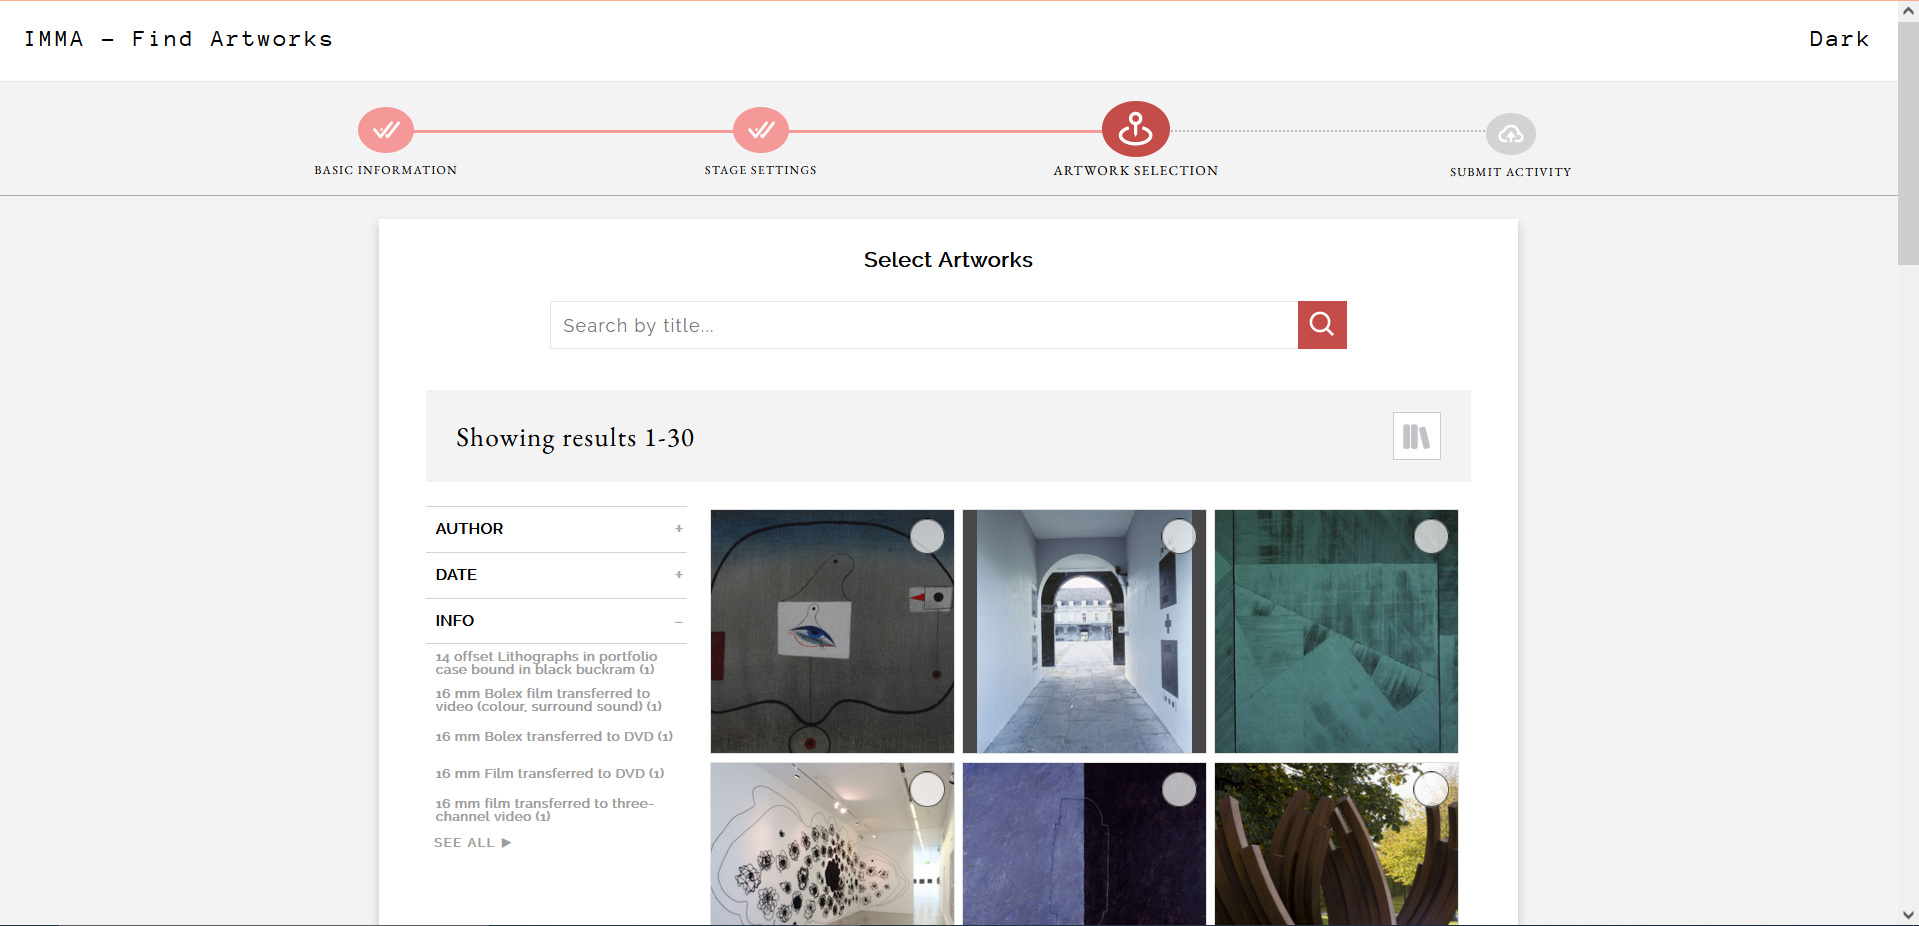 IMMA - Find Artworks
Dark
BASIC INFORMATION
STAGE SETTINGS
ARTWORK SELECTION
SUBMIT ACTIVITY
Select Artworks
Search by title...
Showing results 1-30
AUTHOR +
DATE +
INFO –
14 offset Lithographs in portfolio
case bound in black buckram (1)
16 mm Bolex film transferred to
video (colour, surround sound) (1)
16 mm Bolex transferred to DVD (1)
16 mm Film transferred to DVD (1)
16 mm film transferred to three-
channel video (1)
SEE ALL ▶